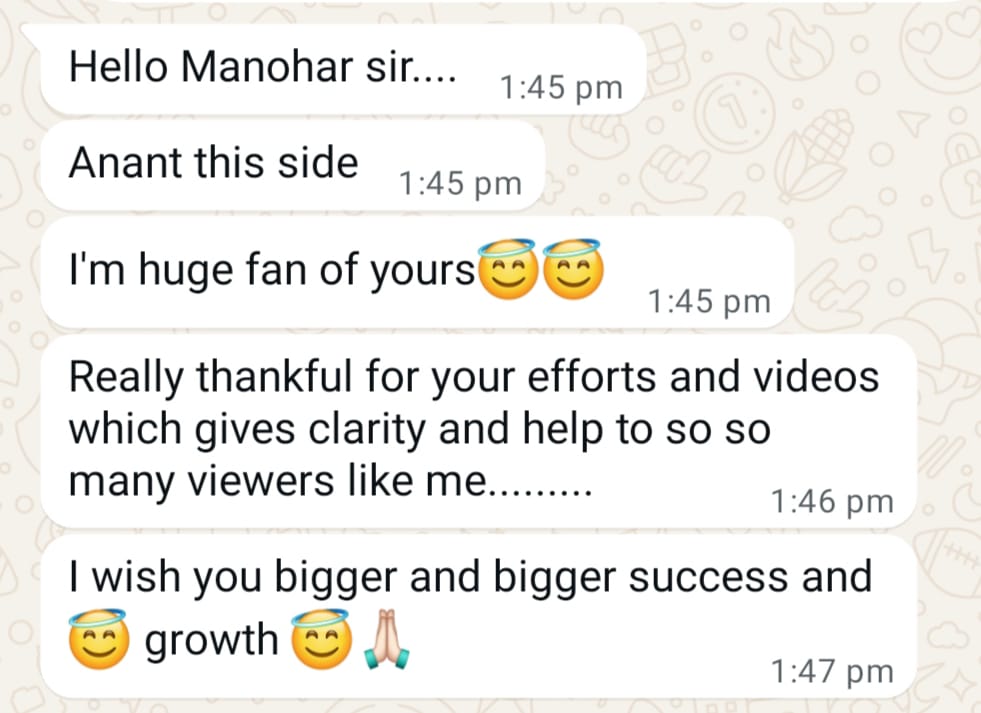 Hello Manohar sir.... 1:45 pm
Anant this side 1:45 pm
I'm huge fan of yours😇😇 1:45 pm
Really thankful for your efforts and videos
which gives clarity and help to so so
many viewers like me......... 1:46 pm
I wish you bigger and bigger success and
😇 growth 😇🙏🏻 1:47 pm